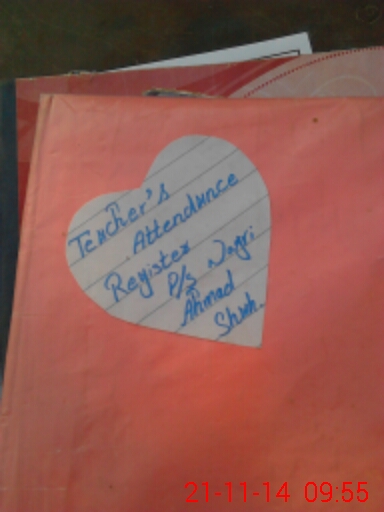 Teacher's
Attendance
Register
P/S Nagri
Ahmad
Shah.
21-11-14 09:55